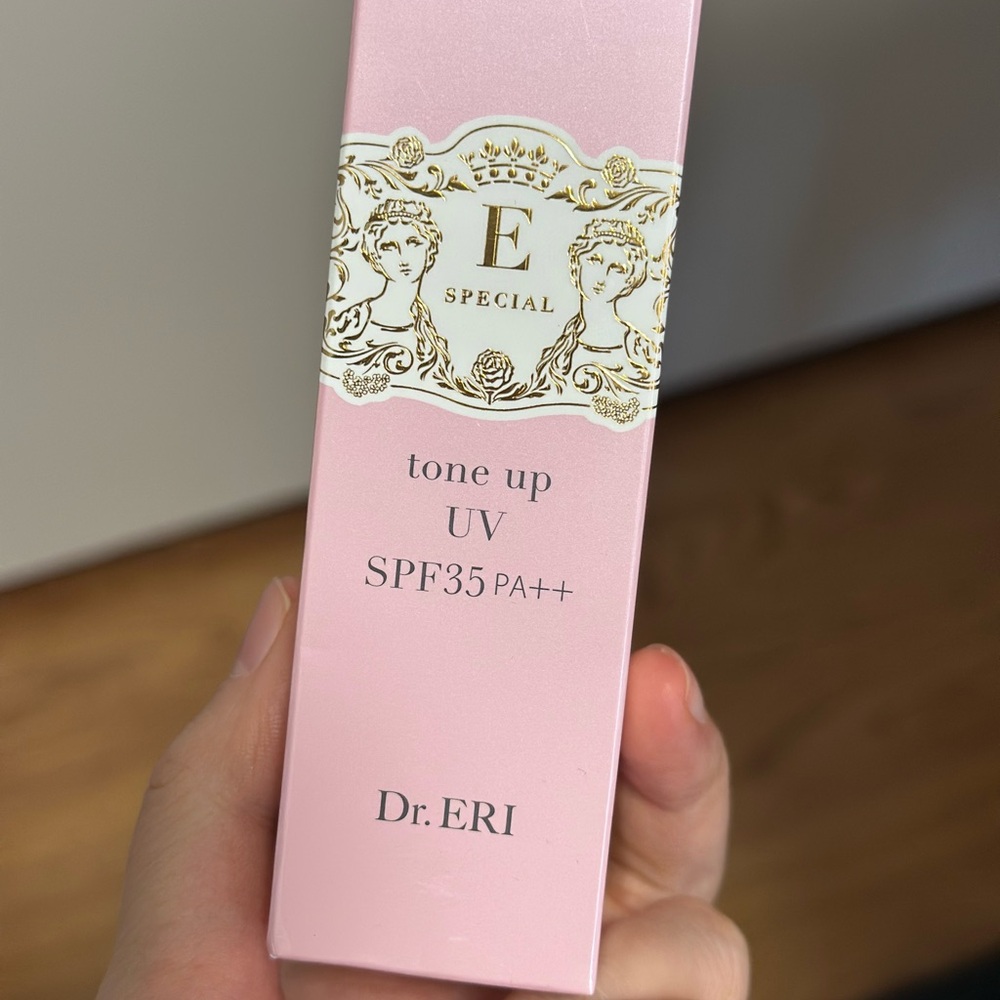 E
SPECIAL
tone up
UV
SPF35 PA++
Dr. ERI